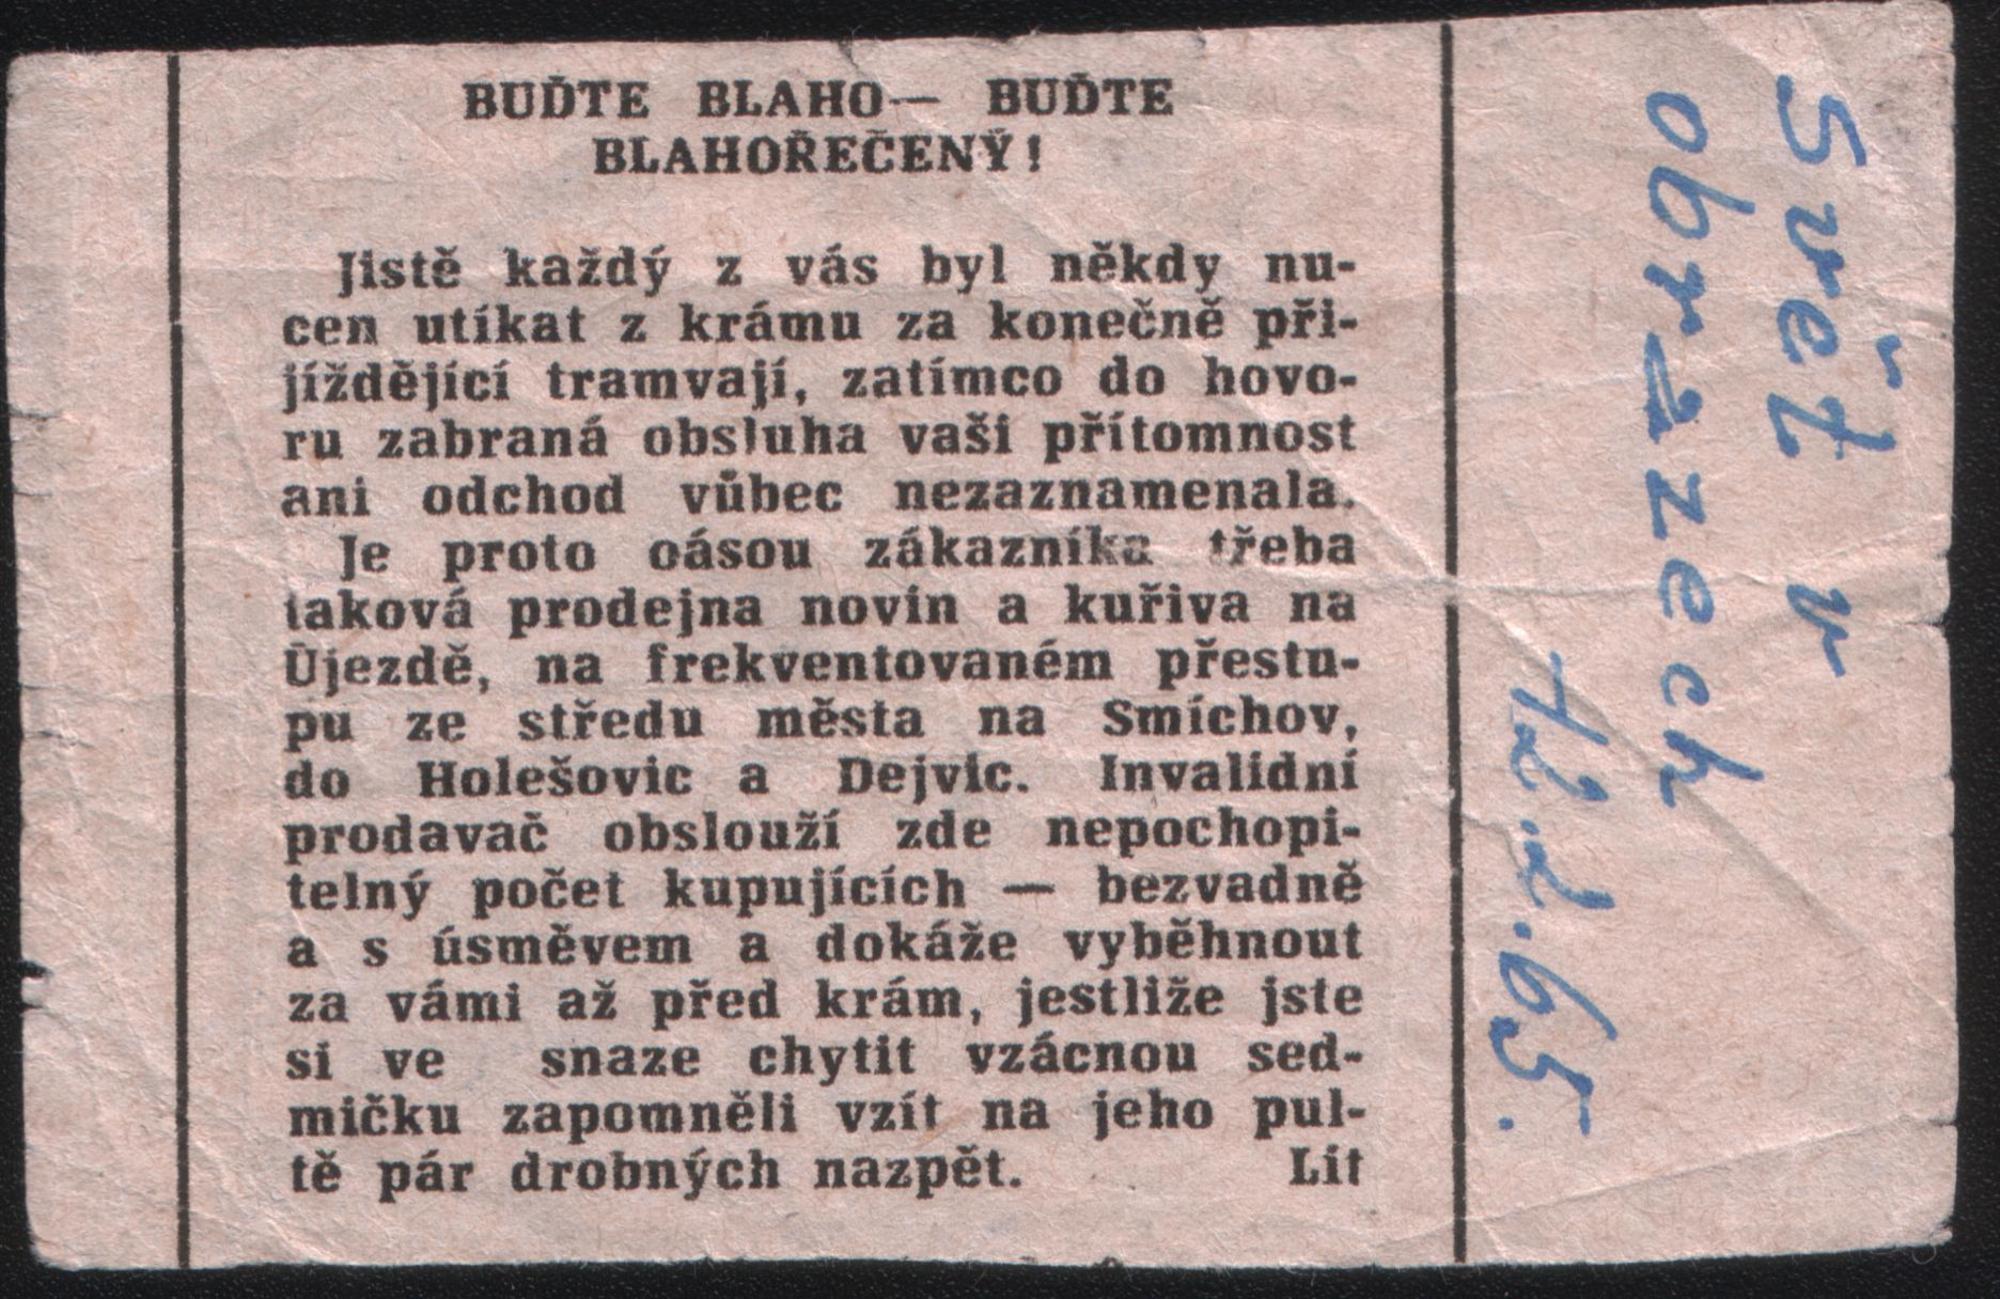 BUĎTE BLAHO— BUĎTE
BLAHOŘEČENÝ!
Jistě každý z vás byl někdy nu-
cen utíkat z krámu za konečně při-
jíždějící tramvají, zatímco do hovo-
ru zabraná obsluha vaši přítomnost
ani odchod vůbec nezaznamenala.
Je proto oásou zákazníka třeba
taková prodejna novin a kuřiva na
Újezdě, na frekventovaném přestu-
pu ze středu města na Smíchov,
do Holešovic a Dejvic. Invalidní
prodavač obslouží zde nepochopi-
telný počet kupujících — bezvadně
a s úsměvem a dokáže vyběhnout
za vámi až před krám, jestliže jste
si ve snaze chytit vzácnou sed-
mičku zapomněli vzít na jeho pul-
tě pár drobných nazpět. Lit
Svět v
obrazech
12.2.65.